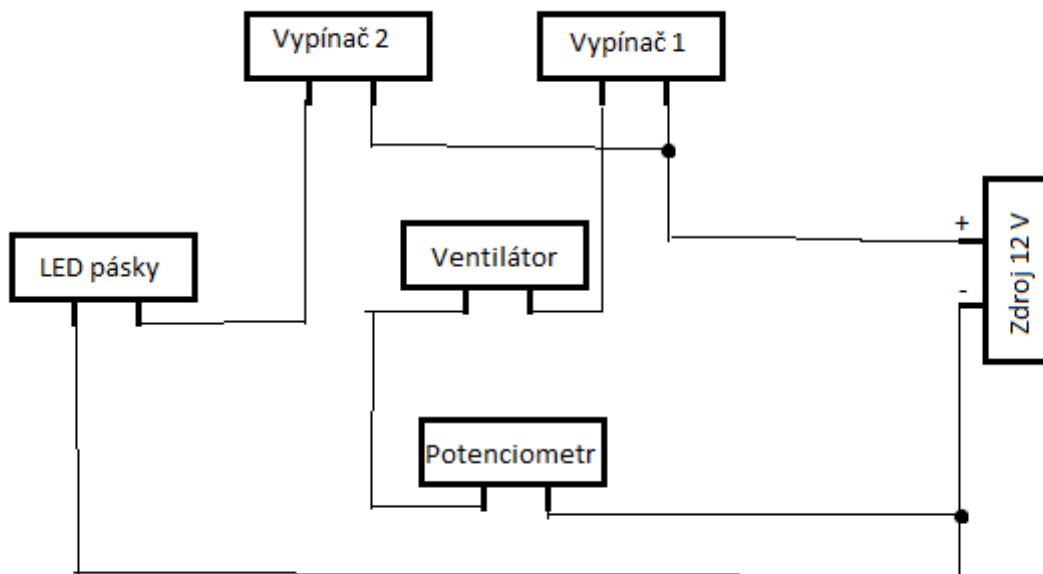 Vypínač 2
Vypínač 1
+
Zdroj 12 V
-
Ventilátor
LED pásky
Potenciometr